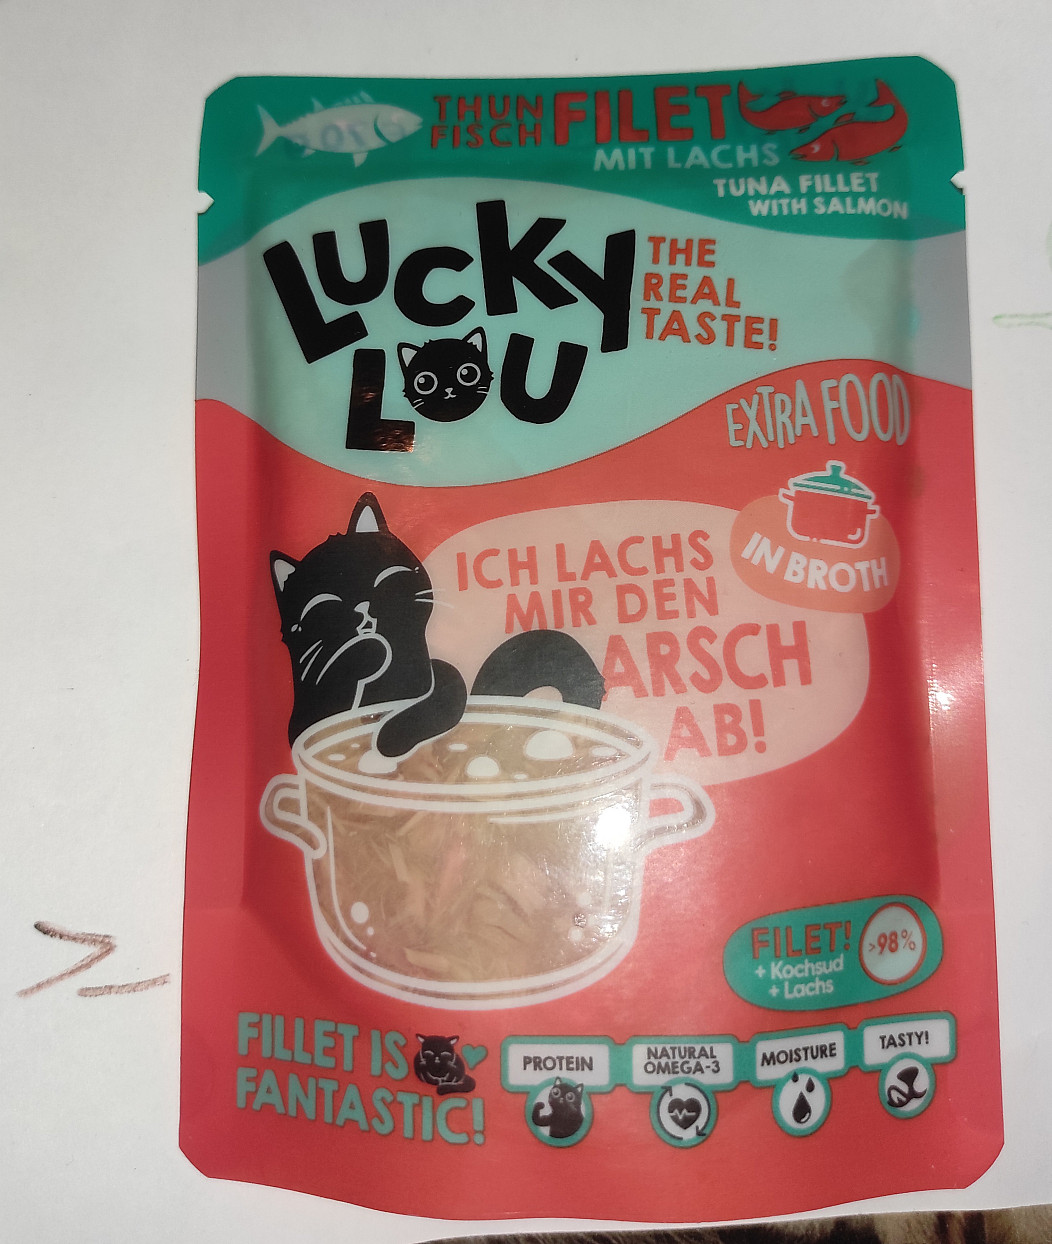 THUN
FISCH FILET
MIT LACHS
TUNA FILLET
WITH SALMON
LUCKY
LOU
THE
REAL
TASTE!
EXTRA FOOD
IN BROTH
ICH LACHS
MIR DEN
ARSCH
AB!
FILET!
+ Kochsud
+ Lachs
>98%
FILLET IS
FANTASTIC!
PROTEIN
NATURAL
OMEGA-3
MOISTURE
TASTY!